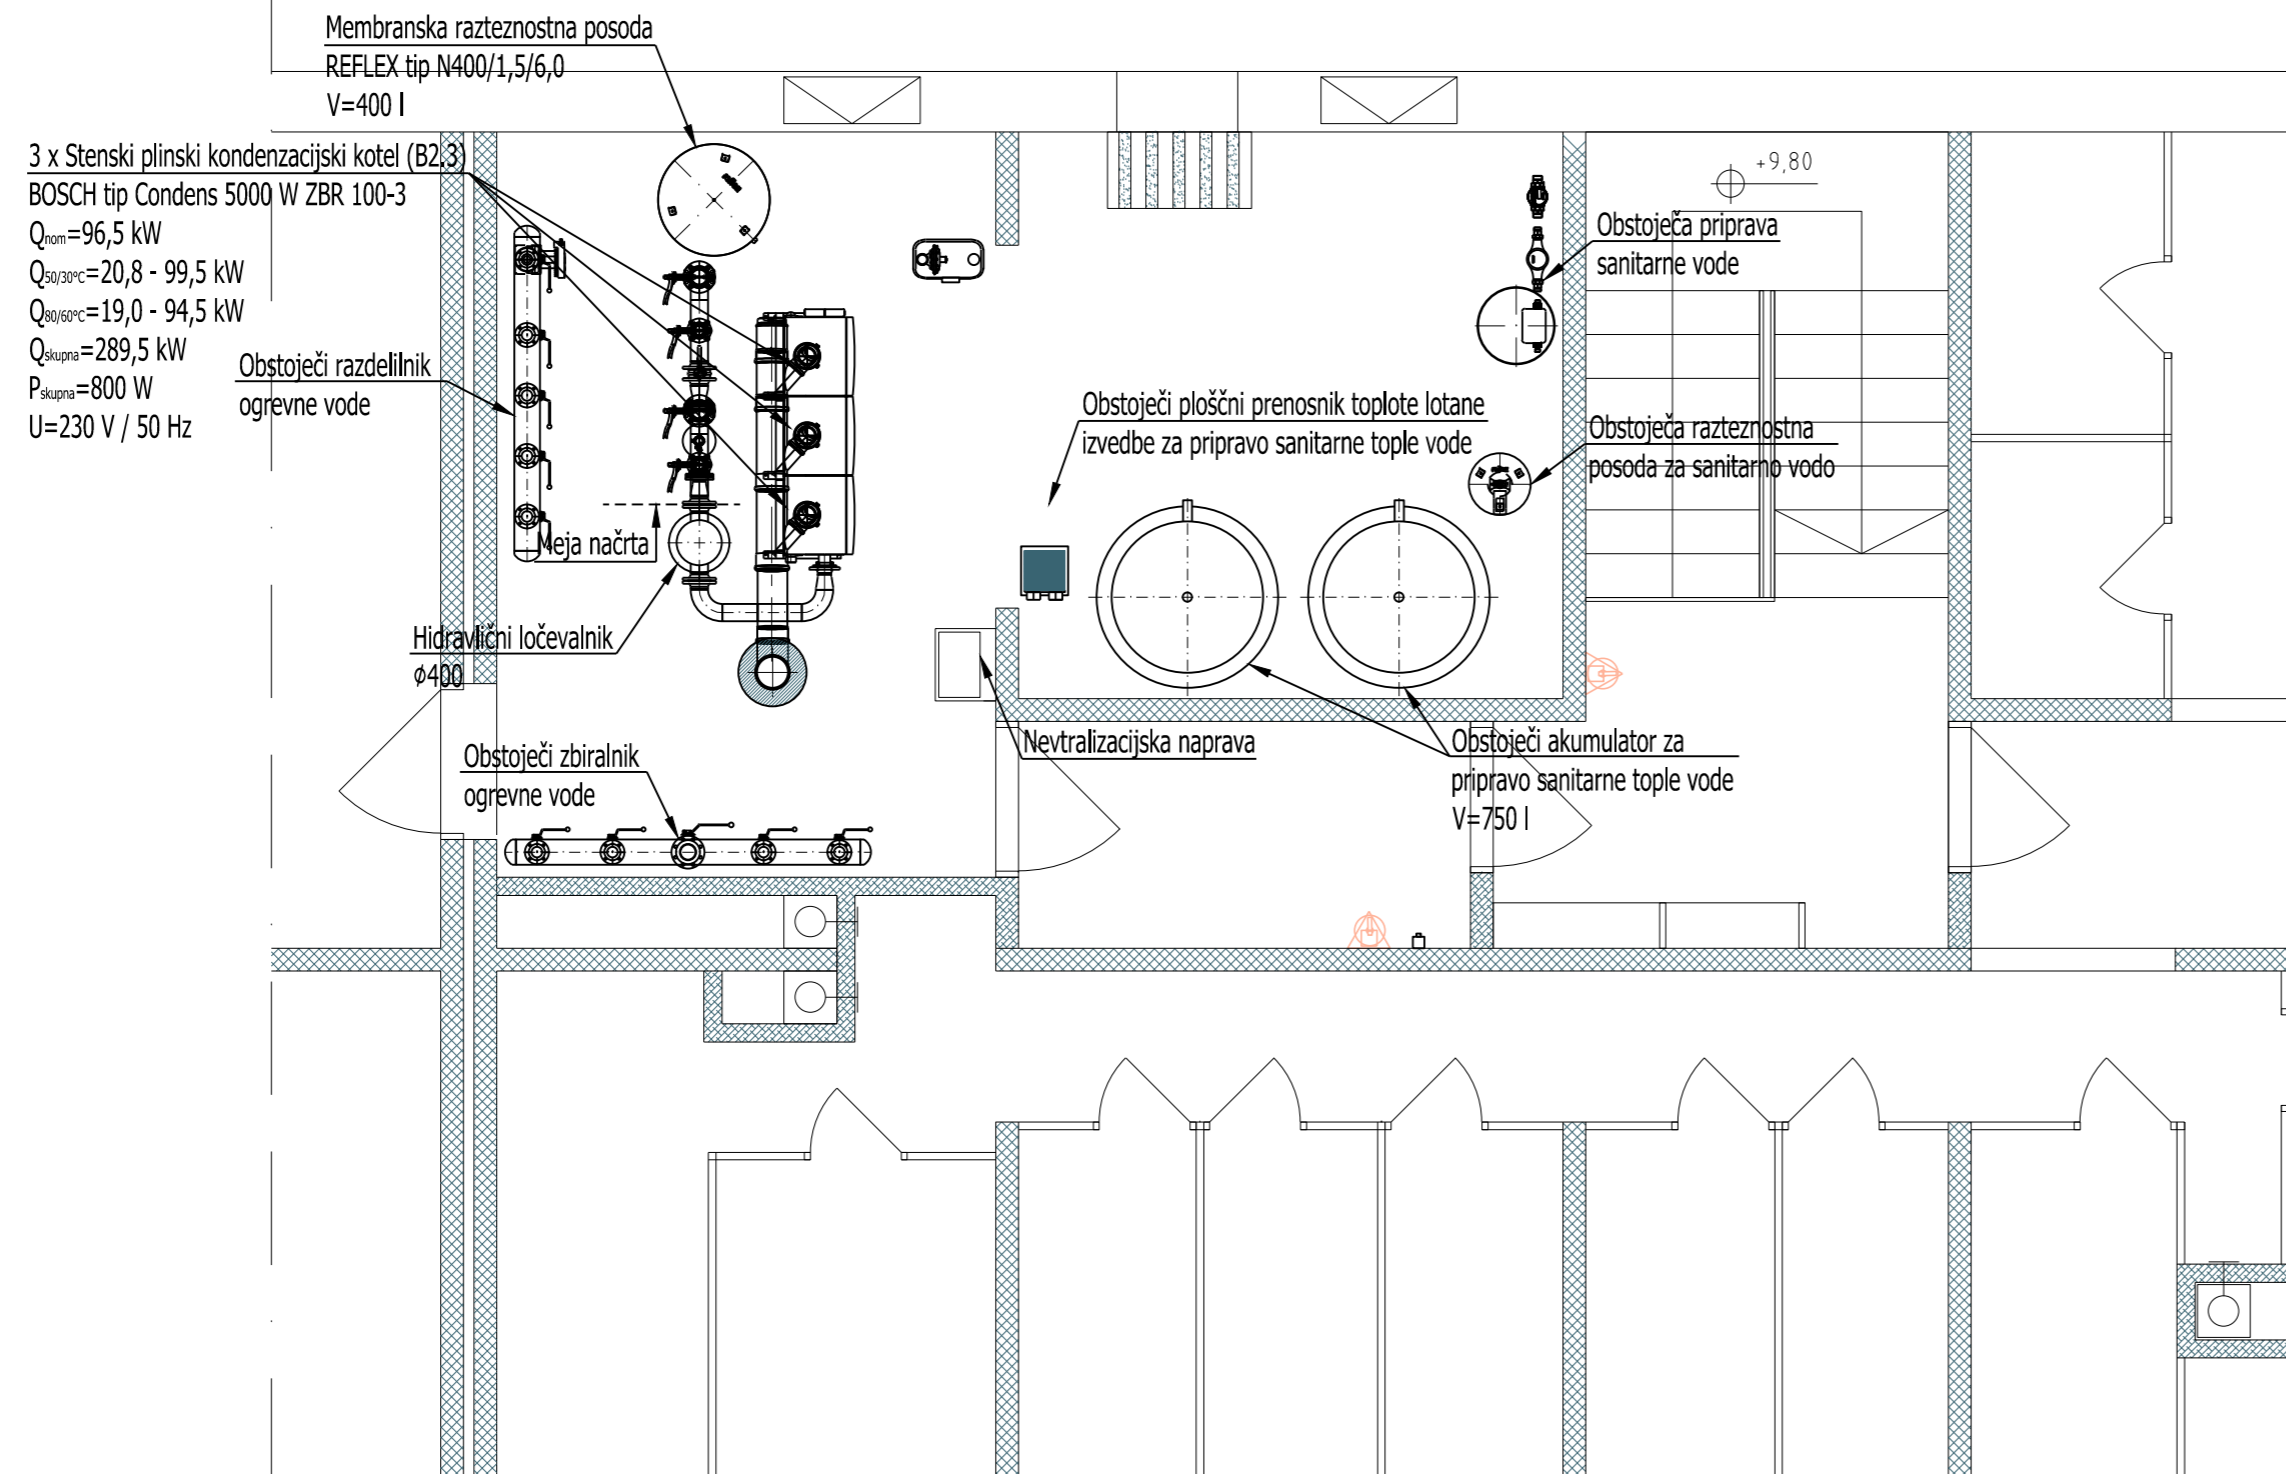 Membranska razteznostna posoda
REFLEX tip N400/1,5/6,0
V=400 l
3 x Stenski plinski kondenzacijski kotel (B2.3)
BOSCH tip Condens 5000 W ZBR 100-3
Qnom=96,5 kW
Q50/30°C=20,8 - 99,5 kW
Q80/60°C=19,0 - 94,5 kW
Qskupna=289,5 kW
Pskupna=800 W
U=230 V / 50 Hz
Obstoječi razdelilnik
ogrevne vode
+9,80
Obstoječa priprava
sanitarne vode
Obstoječi ploščni prenosnik toplote lotane
izvedbe za pripravo sanitarne tople vode
Obstoječa razteznostna
posoda za sanitarno vodo
Meja načrta
Hidravlični ločevalnik
ϕ400
Obstoječi zbiralnik
ogrevne vode
Nevtralizacijska naprava
Obstoječi akumulator za
pripravo sanitarne tople vode
V=750 l